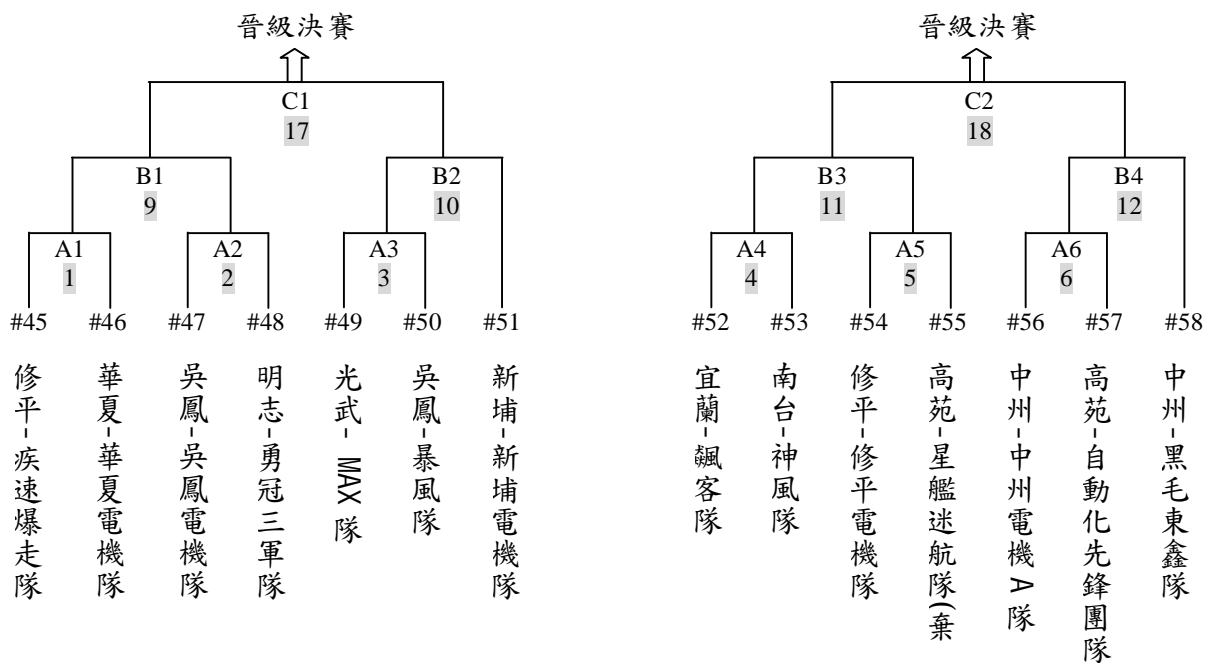 晉級決賽
晉級決賽
C1
17
C2
18
B1
9
B2
10
B3
11
B4
12
A1
1
A2
2
A3
3
A4
4
A5
5
A6
6
#45 #46 #47 #48 #49 #50 #51
#52 #53 #54 #55 #56 #57 #58
修平-疾速爆走隊
華夏-華夏電機隊
吳鳳-吳鳳電機隊
明志-勇冠三軍隊
光武-MAX隊
吳鳳-暴風隊
新埔-新埔電機隊
宜蘭-飆客隊
南台-神風隊
修平-修平電機隊
高苑-星艦迷航隊(棄
中州-中州電機A隊
高苑-自動化先鋒團隊
中州-黑毛東鑫隊